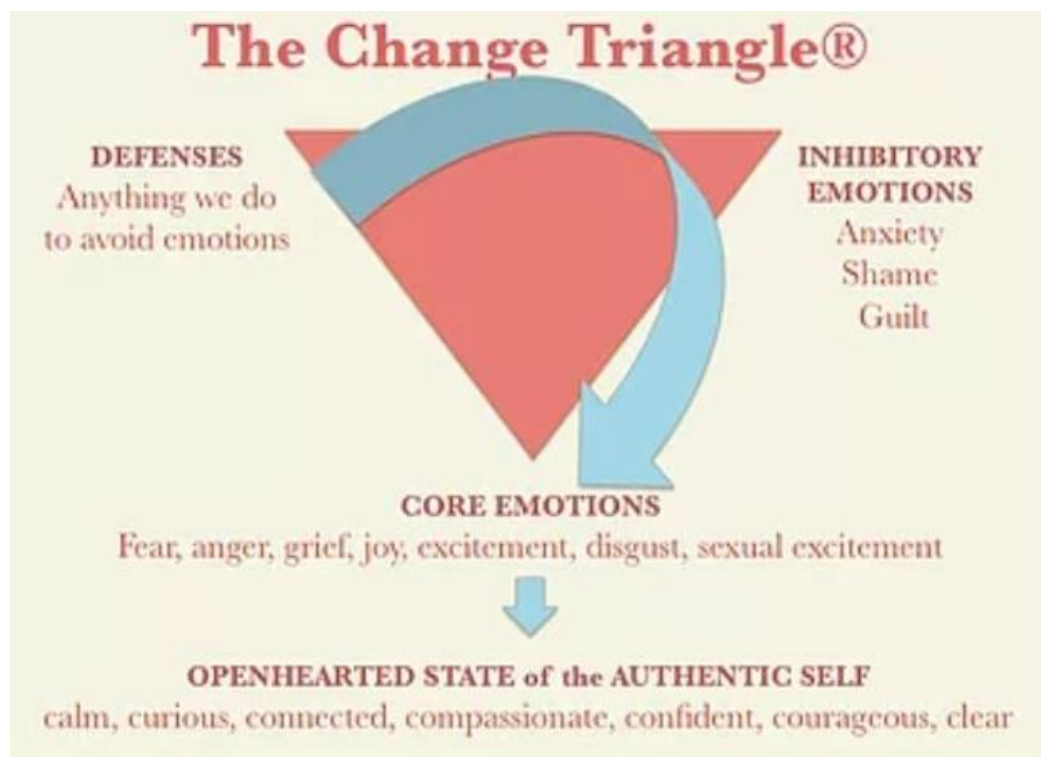 The Change Triangle®
DEFENSES
Anything we do
to avoid emotions
INHIBITORY
EMOTIONS
Anxiety
Shame
Guilt
CORE EMOTIONS
Fear, anger, grief, joy, excitement, disgust, sexual excitement
OPENHEARTED STATE of the AUTHENTIC SELF
calm, curious, connected, compassionate, confident, courageous, clear